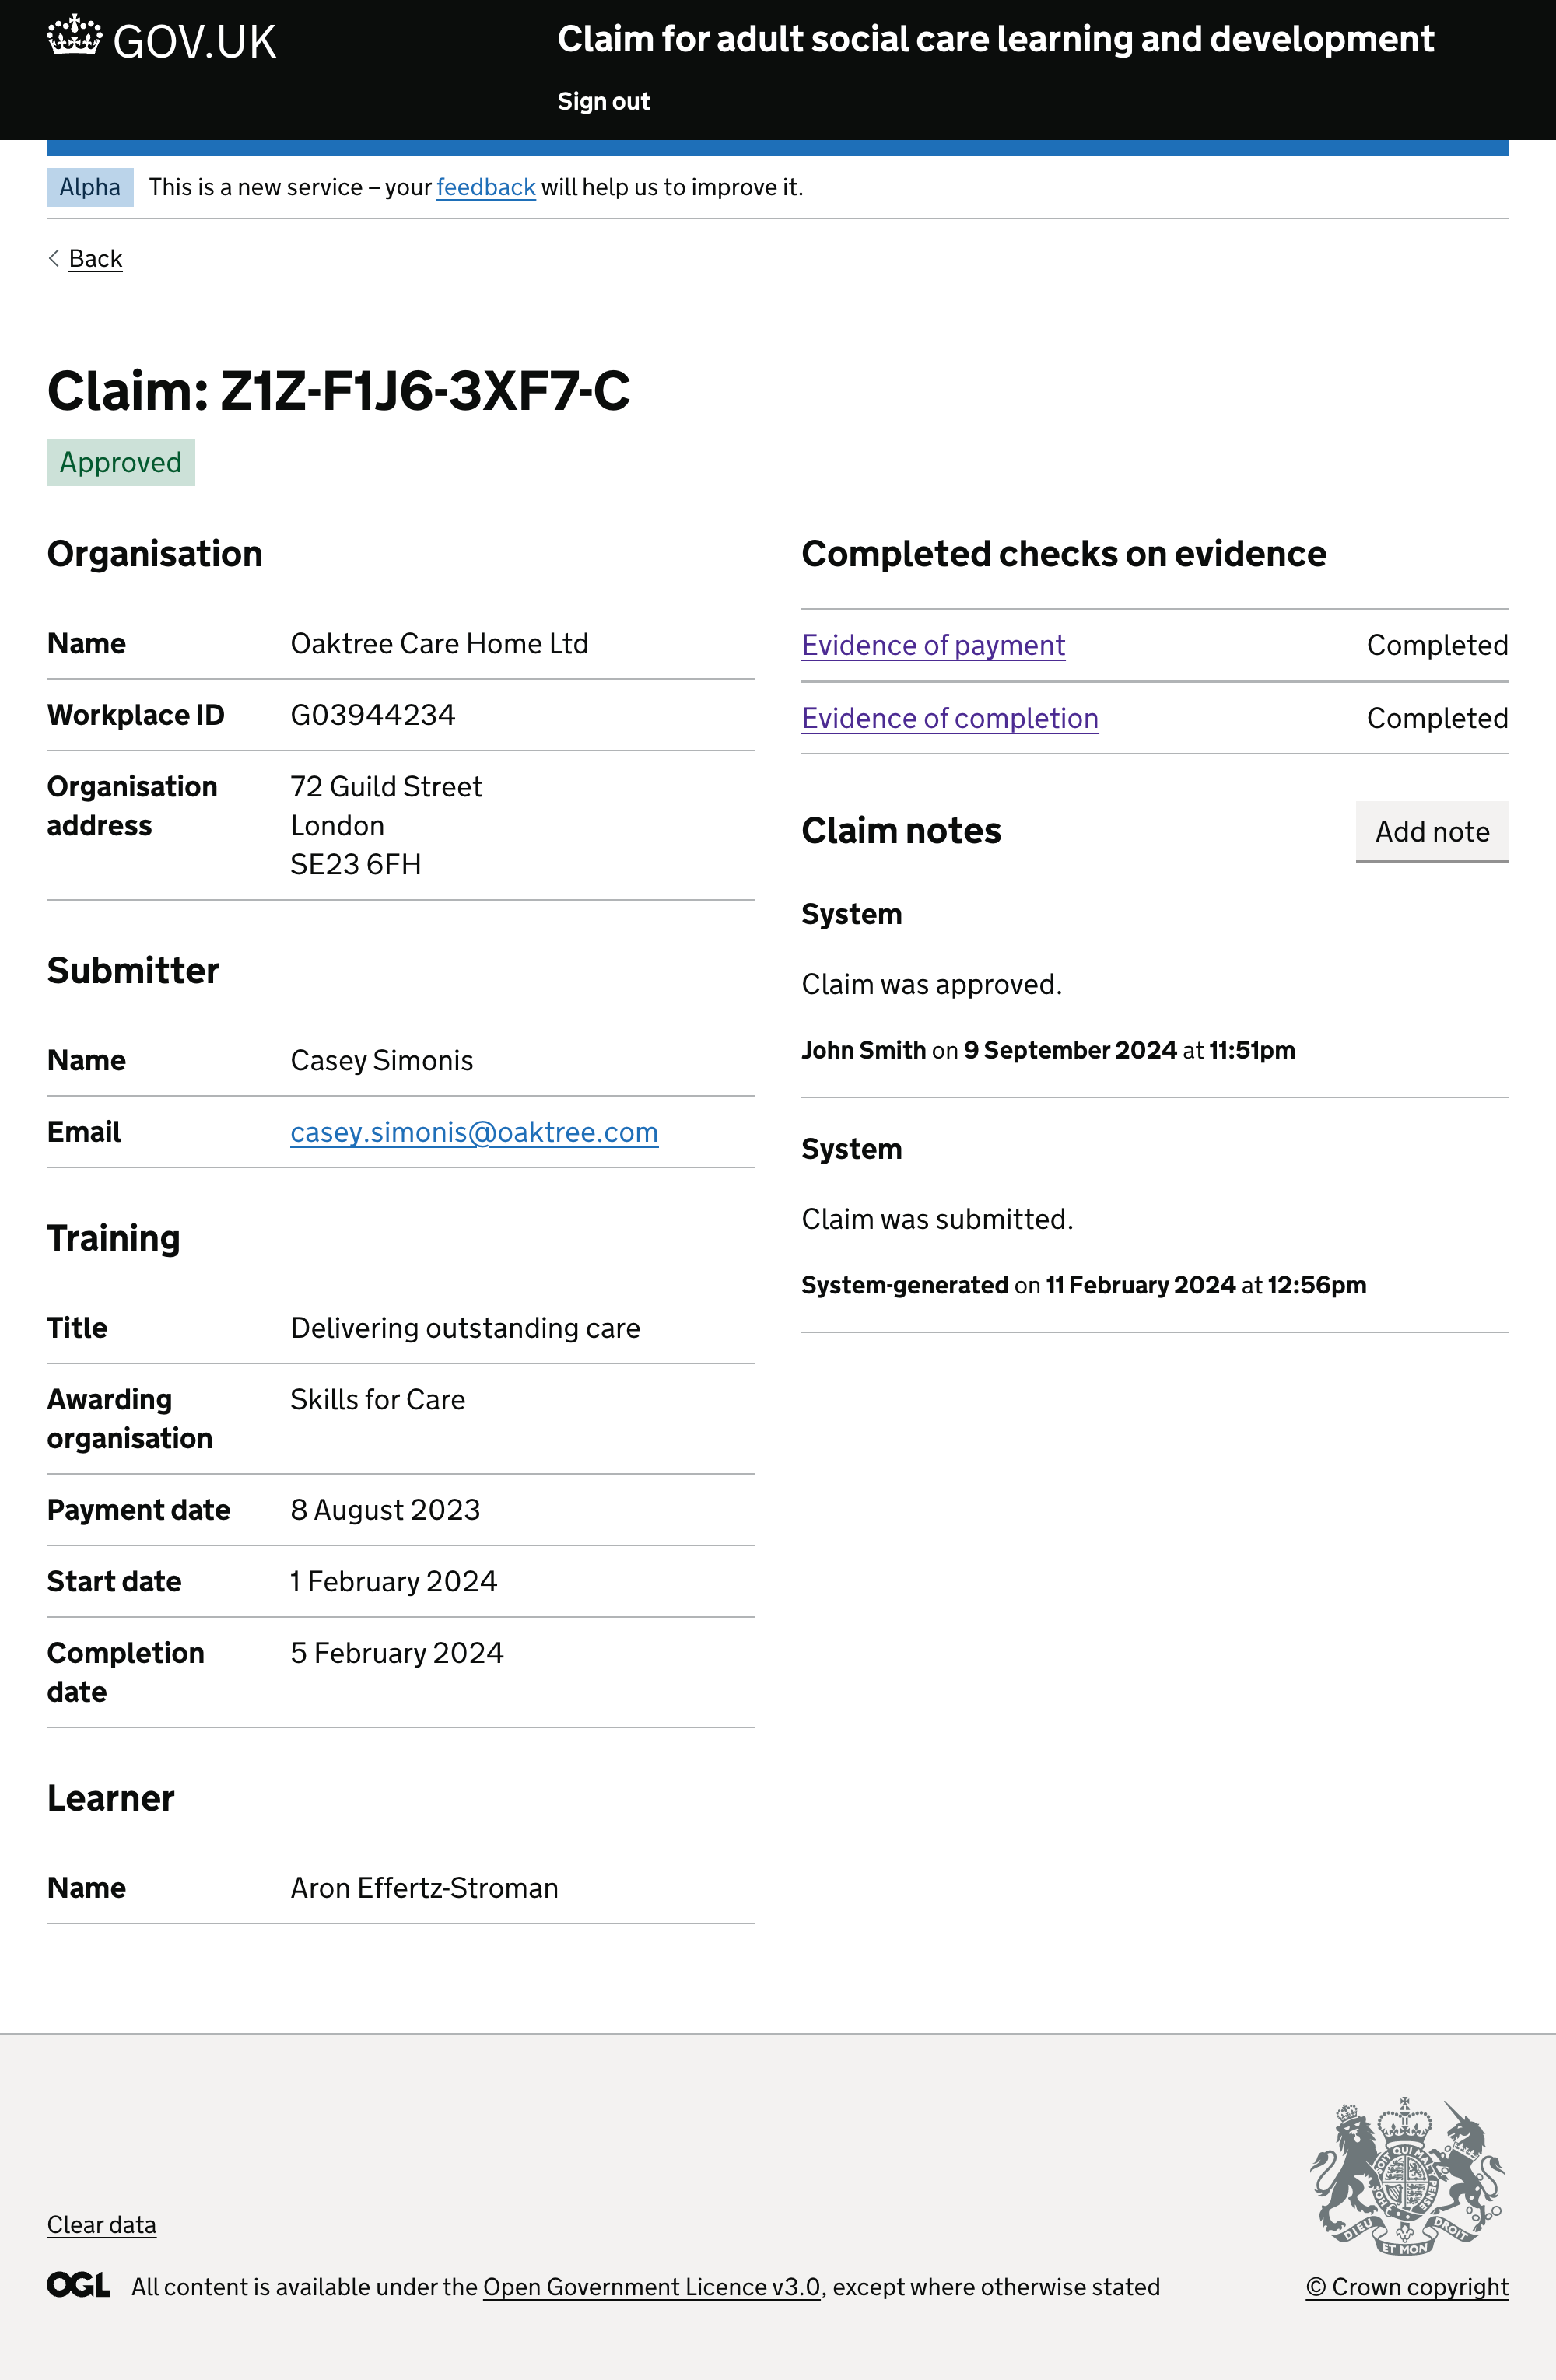 GOV.UK
Claim for adult social care learning and development
Sign out
Alpha
This is a new service – your feedback will help us to improve it.
Back
Claim: Z1Z-F1J6-3XF7-C
Approved
Organisation
Name Oaktree Care Home Ltd
Workplace ID G03944234
Organisation address
72 Guild Street
London
SE23 6FH
Submitter
Name Casey Simonis
Email casey.simonis@oaktree.com
Training
Title Delivering outstanding care
Awarding organisation Skills for Care
Payment date 8 August 2023
Start date 1 February 2024
Completion date 5 February 2024
Learner
Name Aron Effertz-Stroman
Completed checks on evidence
Evidence of payment Completed
Evidence of completion Completed
Claim notes
Add note
System
Claim was approved.
John Smith on 9 September 2024 at 11:51pm
System
Claim was submitted.
System-generated on 11 February 2024 at 12:56pm
Clear data
OGL All content is available under the Open Government Licence v3.0, except where otherwise stated
DIEU ET MON DROIT
© Crown copyright